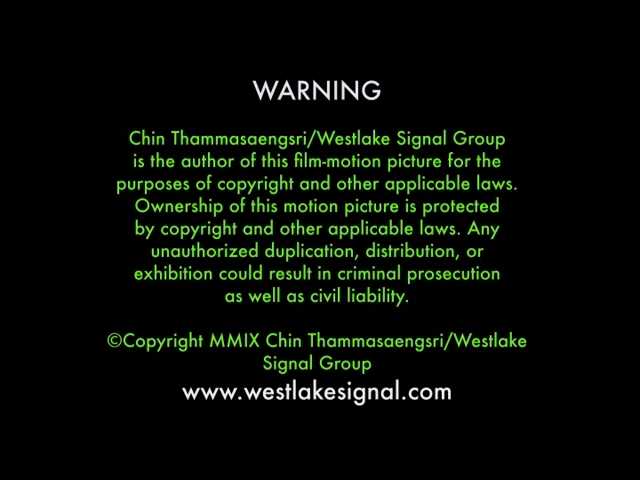 WARNING
Chin Thammasaengsri/Westlake Signal Group
is the author of this film-motion picture for the
purposes of copyright and other applicable laws.
Ownership of this motion picture is protected
by copyright and other applicable laws. Any
unauthorized duplication, distribution, or
exhibition could result in criminal prosecution
as well as civil liability.
©Copyright MMIX Chin Thammasaengsri/Westlake
Signal Group
www.westlakesignal.com